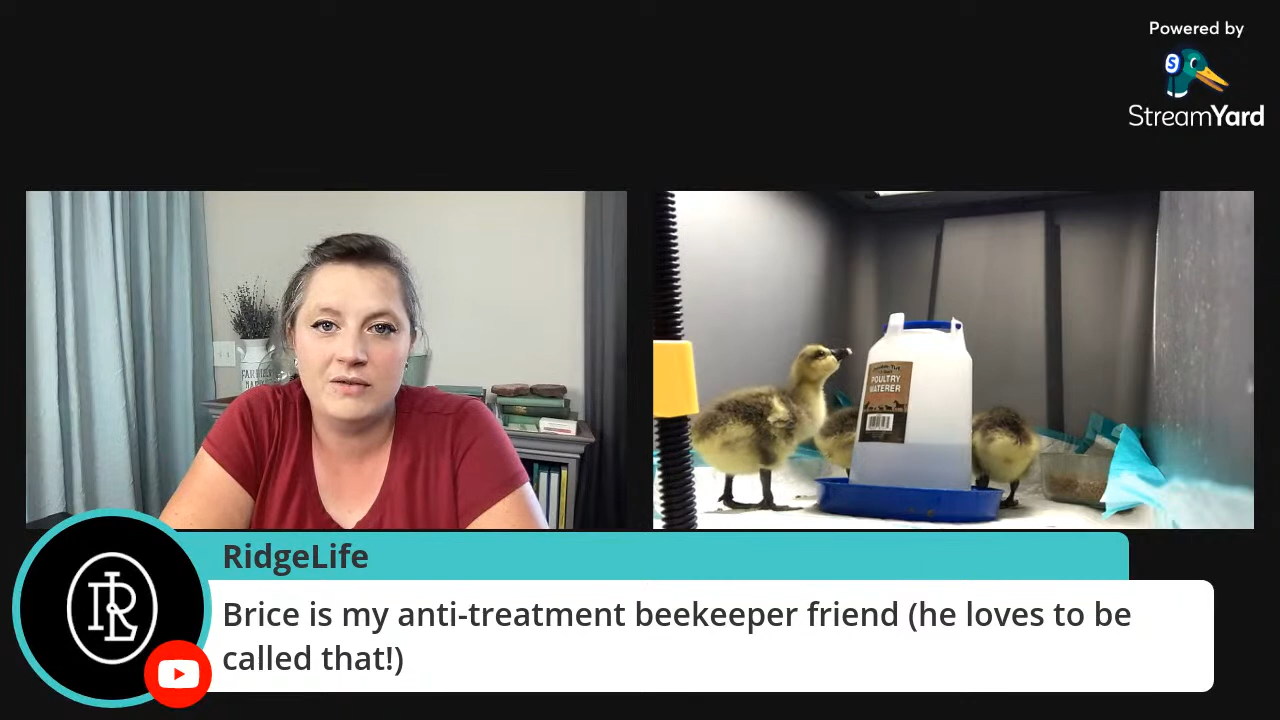 Powered by
S
StreamYard
POULTRY
WATERER
RL
RidgeLife
Brice is my anti-treatment beekeeper friend (he loves to be
called that!)